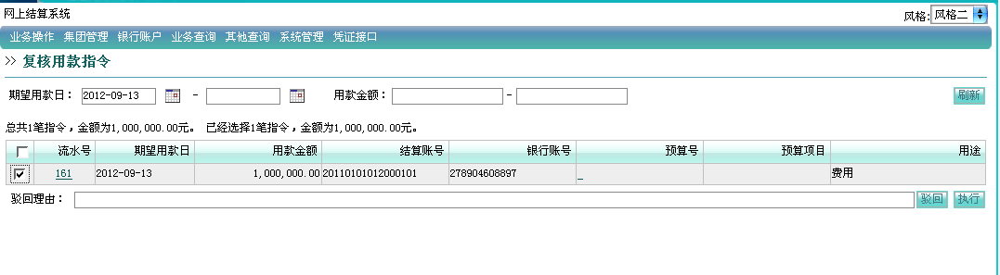 网上结算系统
风格: 风格二
业务操作 集团管理 银行账户 业务查询 其他查询 系统管理 凭证接口
>> 复核用款指令
期望用款日： 2012-09-13 - 用款金额： - 刷新
总共1笔指令，金额为1,000,000.00元。 已经选择1笔指令，金额为1,000,000.00元。
流水号 期望用款日 用款金额 结算账号 银行账号 预算号 预算项目 用途
161 2012-09-13 1,000,000.00 20110101012000101 278904608897 _ 费用
驳回理由： 驳回 执行